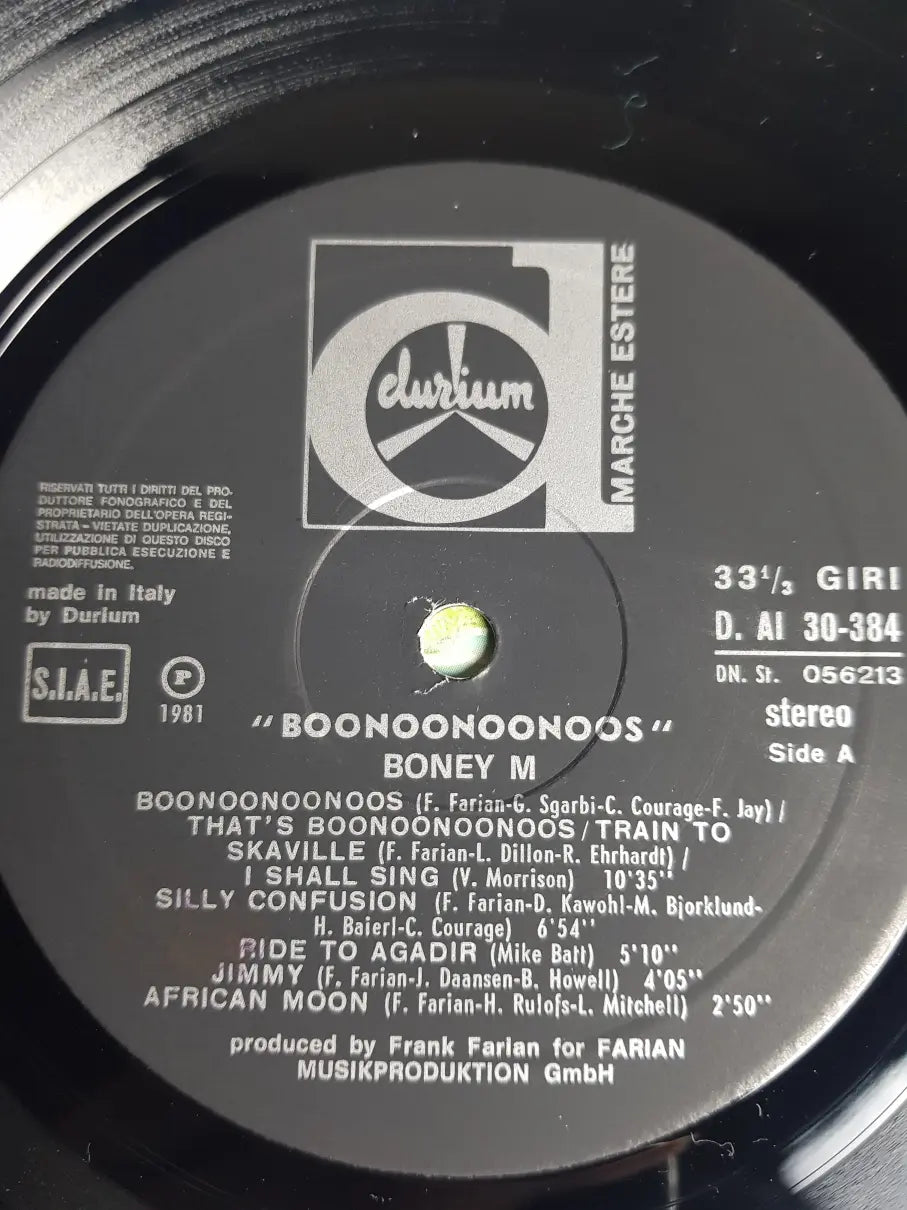 durium
MARCHE ESTERE
RISERVATI TUTTI I DIRITTI DEL PRO-
DUTTORE FONOGRAFICO E DEL
PROPRIETARIO DELL'OPERA REGI-
STRATA - VIETATE DUPLICAZIONE,
UTILIZZAZIONE DI QUESTO DISCO
PER PUBBLICA ESECUZIONE E
RADIODIFFUSIONE.
made in Italy
by Durium
S.I.A.E.
P
1981
33 1/3 GIRI
D. AI 30-384
DN. St. 056213
stereo
Side A
"BOONOONOONOOS"
BONEY M
BOONOONOONOOS (F. Farian-G. Sgarbi-C. Courage-F. Jay) /
THAT'S BOONOONOONOOS/TRAIN TO
SKAVILLE (F. Farian-L. Dillon-R. Ehrhardt) /
I SHALL SING (V. Morrison) 10'35"
SILLY CONFUSION (F. Farian-D. Kawohl-M. Bjorklund-
H. Baierl-C. Courage) 6'54"
RIDE TO AGADIR (Mike Batt) 5'10"
JIMMY (F. Farian-J. Daansen-B. Howell) 4'05"
AFRICAN MOON (F. Farian-H. Rulofs-L. Mitchell) 2'50"
produced by Frank Farian for FARIAN
MUSIKPRODUKTION GmbH